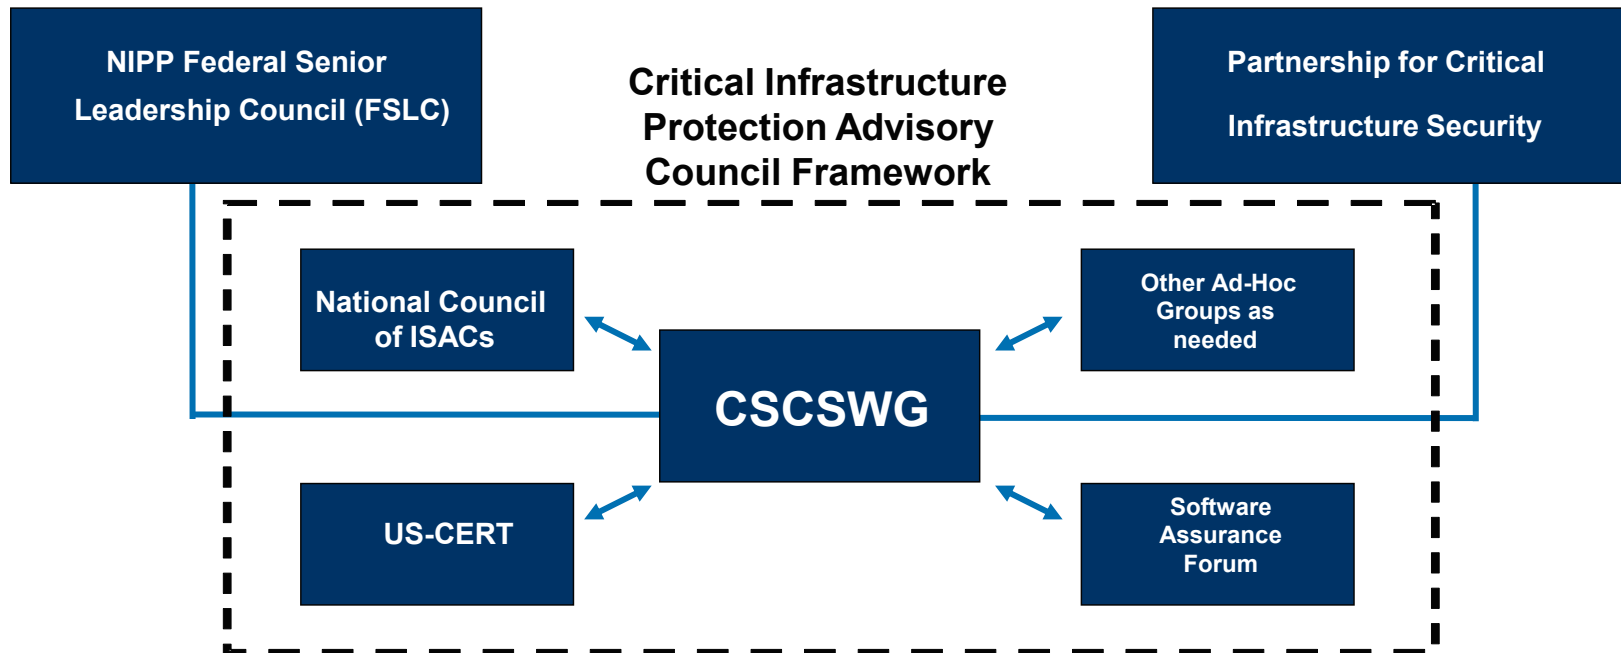 NIPP Federal Senior
Leadership Council (FSLC)
Critical Infrastructure
Protection Advisory
Council Framework
Partnership for Critical
Infrastructure Security
National Council
of ISACs
Other Ad-Hoc
Groups as
needed
CSCSWG
US-CERT
Software
Assurance
Forum